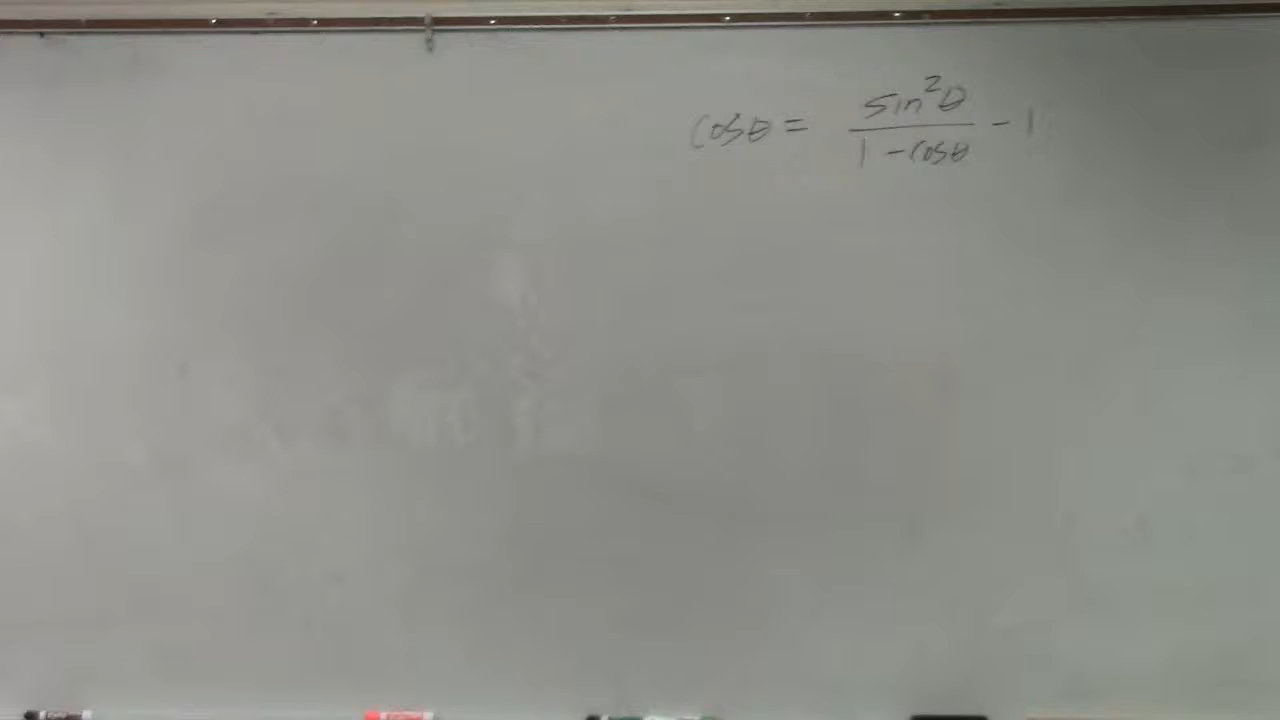 cosθ = sin²θ / 1 - cosθ - 1